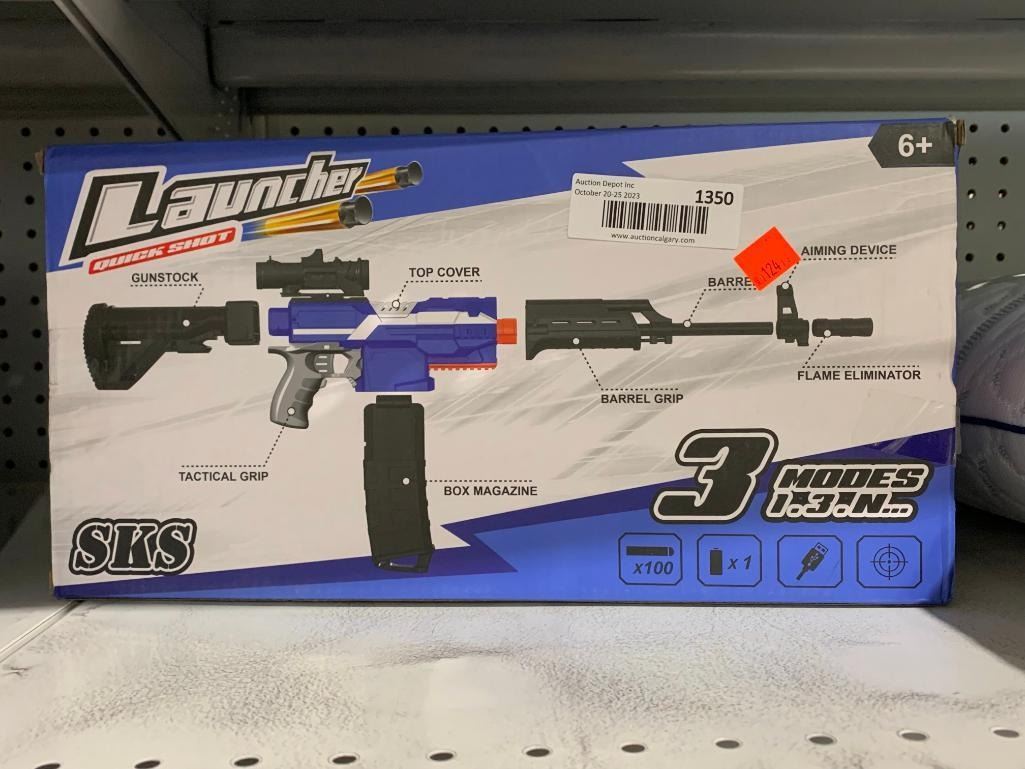 6+
Launcher
QUICK SHOT
Auction Depot Inc
October 20-25 2023
1350
www.auctioncalgary.com
GUNSTOCK
TOP COVER
BARRE
AIMING DEVICE
FLAME ELIMINATOR
BARREL GRIP
TACTICAL GRIP
BOX MAGAZINE
3 MODES
1.3.N...
SKS
x100
x 1